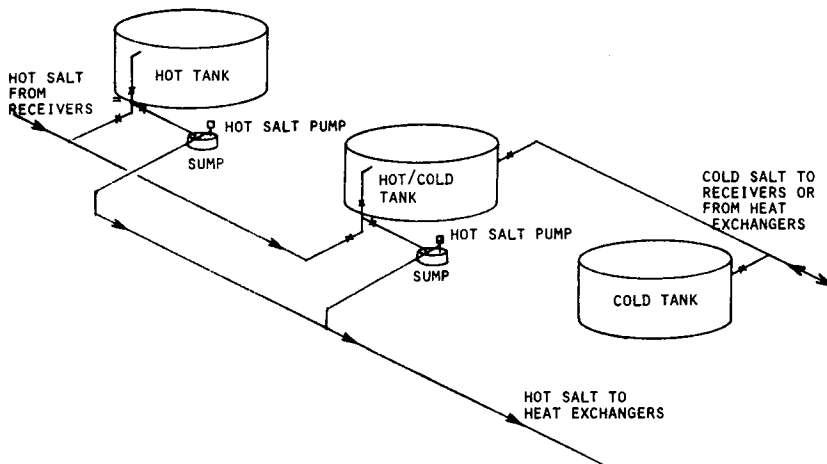 HOT TANK
HOT SALT
FROM
RECEIVERS
HOT SALT PUMP
SUMP
HOT/COLD
TANK
COLD SALT TO
RECEIVERS OR
FROM HEAT
EXCHANGERS
HOT SALT PUMP
SUMP
COLD TANK
HOT SALT TO
HEAT EXCHANGERS